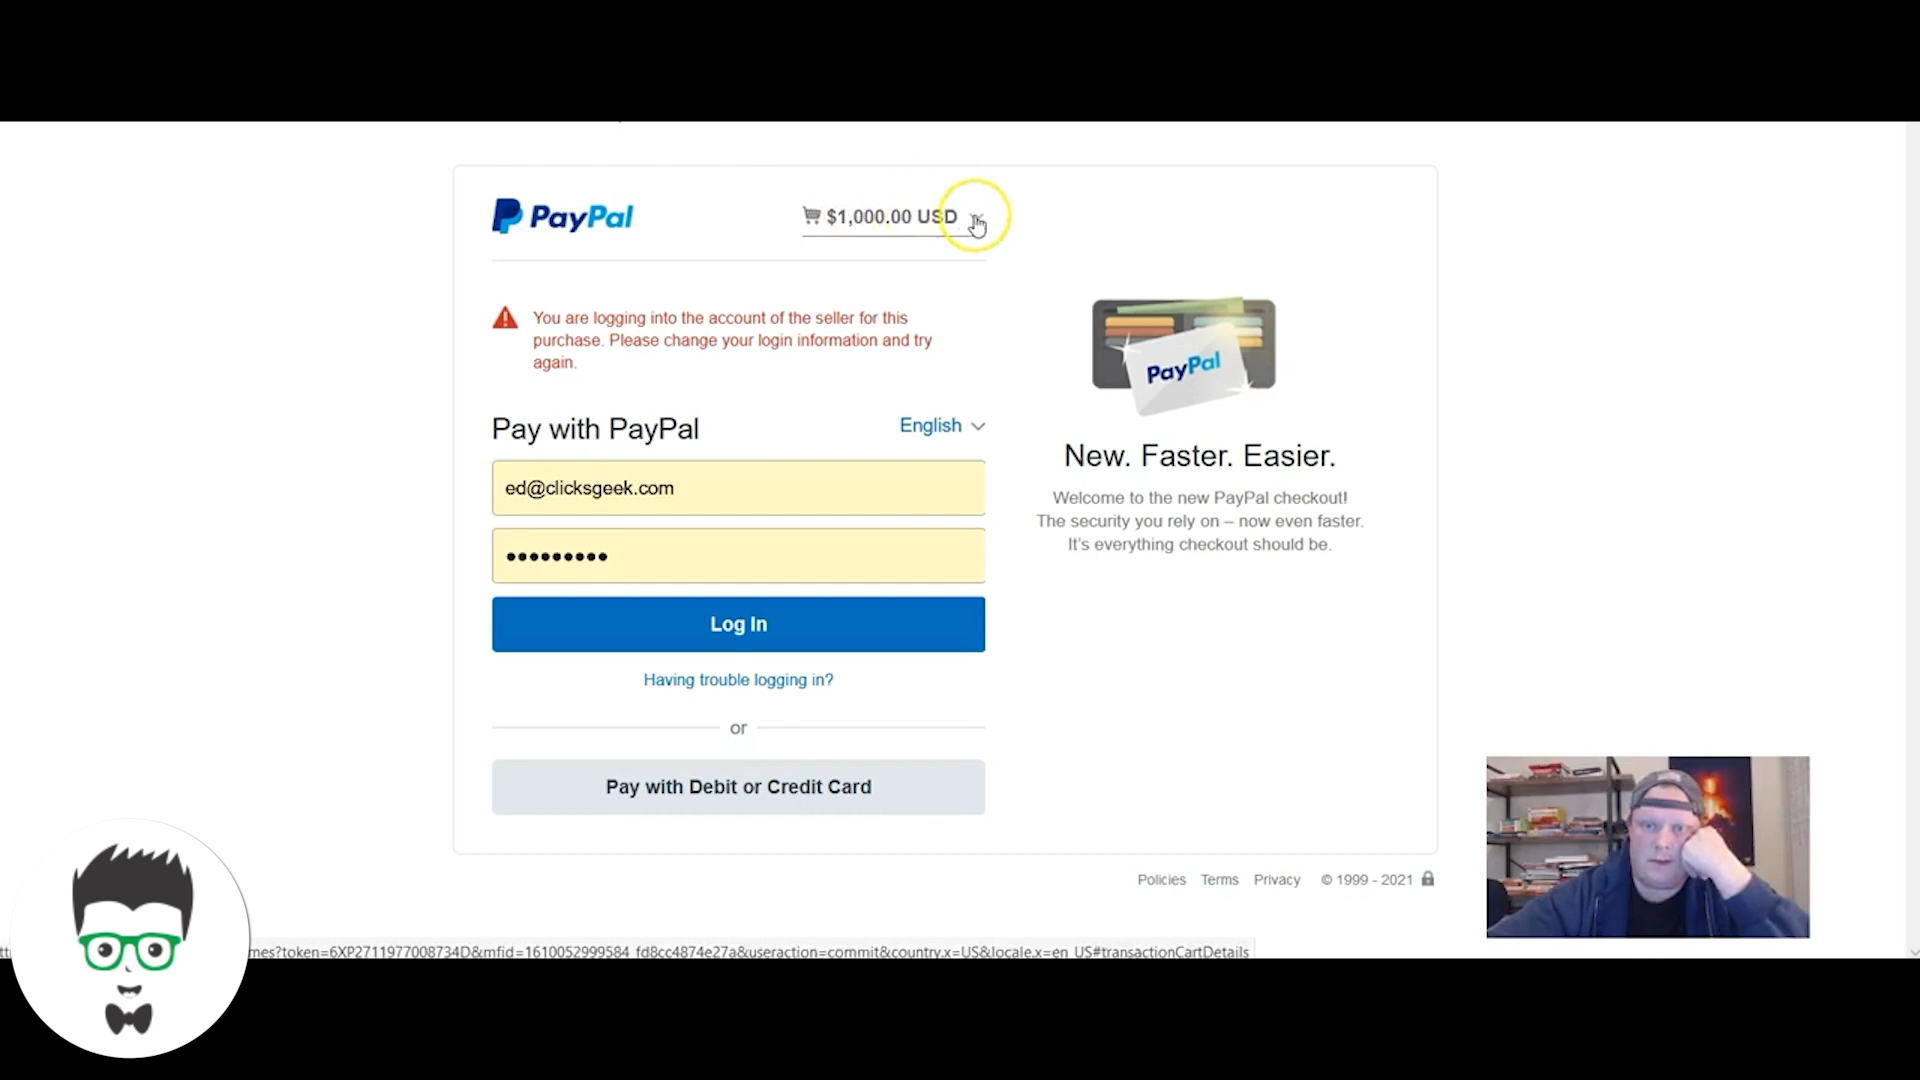 PayPal
$1,000.00 USD
You are logging into the account of the seller for this
purchase. Please change your login information and try
again.
Pay with PayPal
English
ed@clicksgeek.com
Log In
Having trouble logging in?
or
Pay with Debit or Credit Card
PayPal
New. Faster. Easier.
Welcome to the new PayPal checkout!
The security you rely on – now even faster.
It's everything checkout should be.
Policies Terms Privacy © 1999 - 2021
mes?token=6XP2711977008734D&mfid=1610052999584_fd8cc4874e27a&useraction=commit&country.x=US&locale.x=en_US#transactionCartDetails